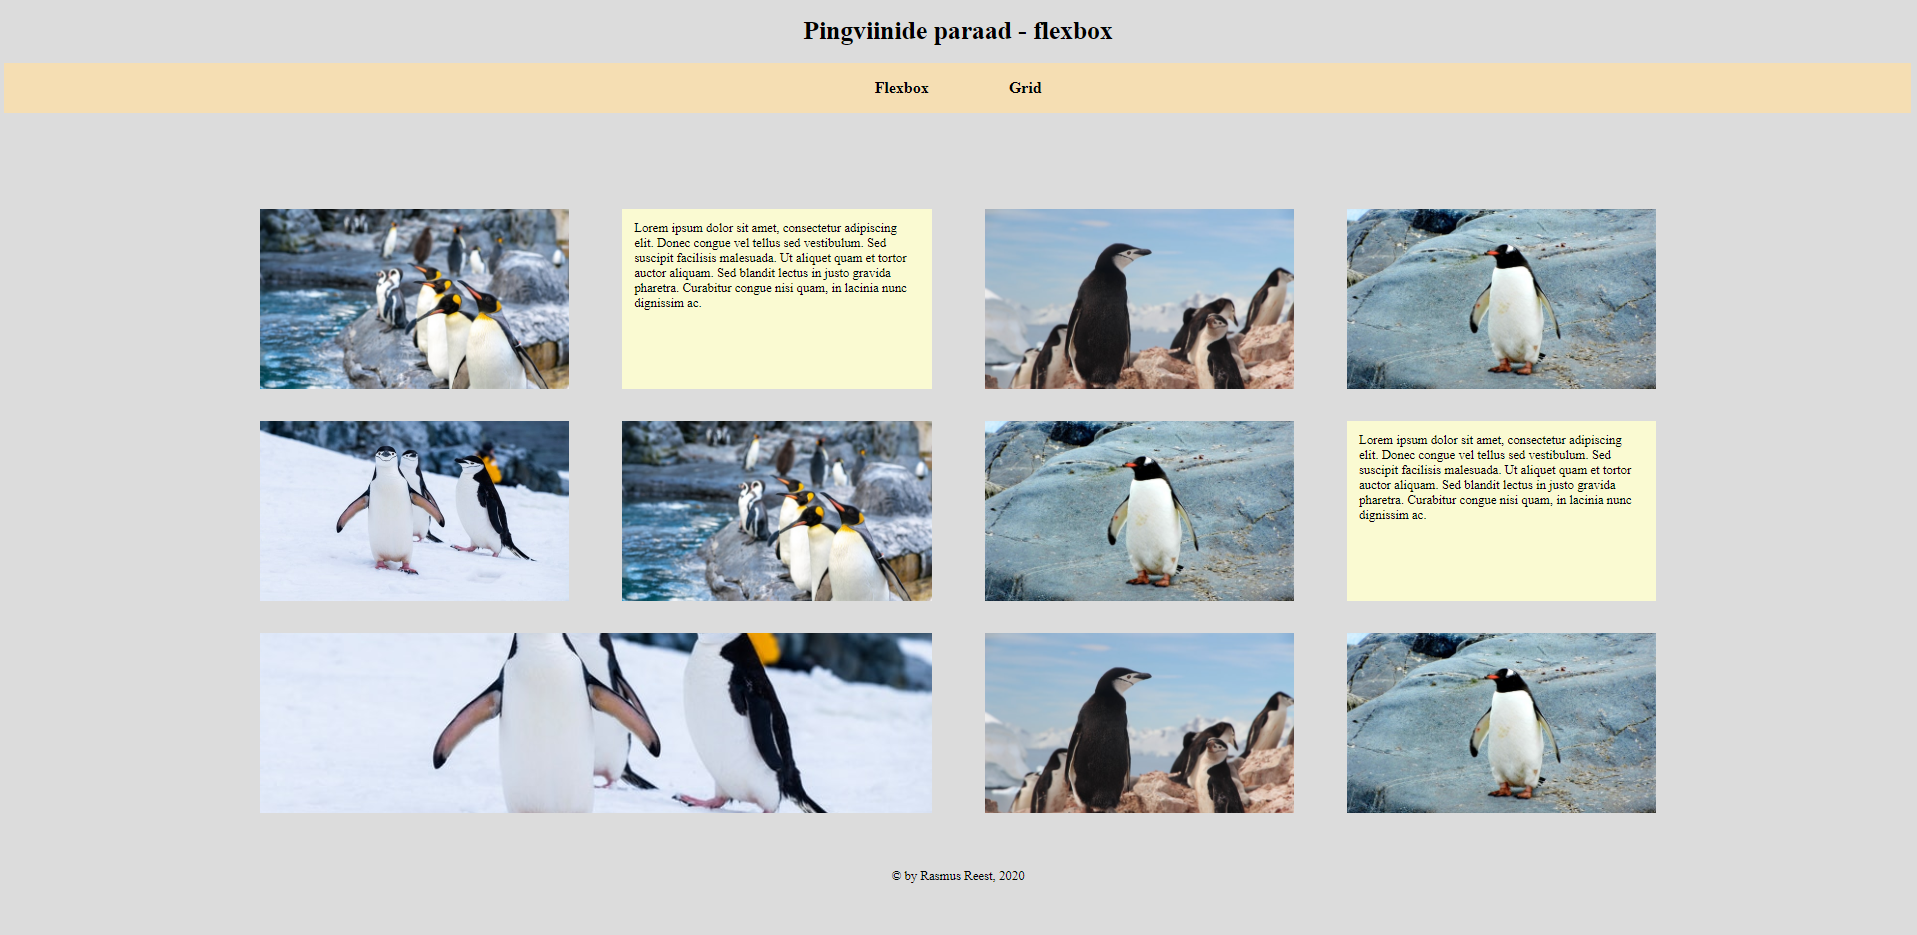 Pingviinide paraad - flexbox
Flexbox Grid
Lorem ipsum dolor sit amet, consectetur adipiscing
elit. Donec congue vel tellus sed vestibulum. Sed
suscipit facilisis malesuada. Ut aliquet quam et tortor
auctor aliquam. Sed blandit lectus in justo gravida
pharetra. Curabitur congue nisi quam, in lacinia nunc
dignissim ac.
Lorem ipsum dolor sit amet, consectetur adipiscing
elit. Donec congue vel tellus sed vestibulum. Sed
suscipit facilisis malesuada. Ut aliquet quam et tortor
auctor aliquam. Sed blandit lectus in justo gravida
pharetra. Curabitur congue nisi quam, in lacinia nunc
dignissim ac.
© by Rasmus Reest, 2020